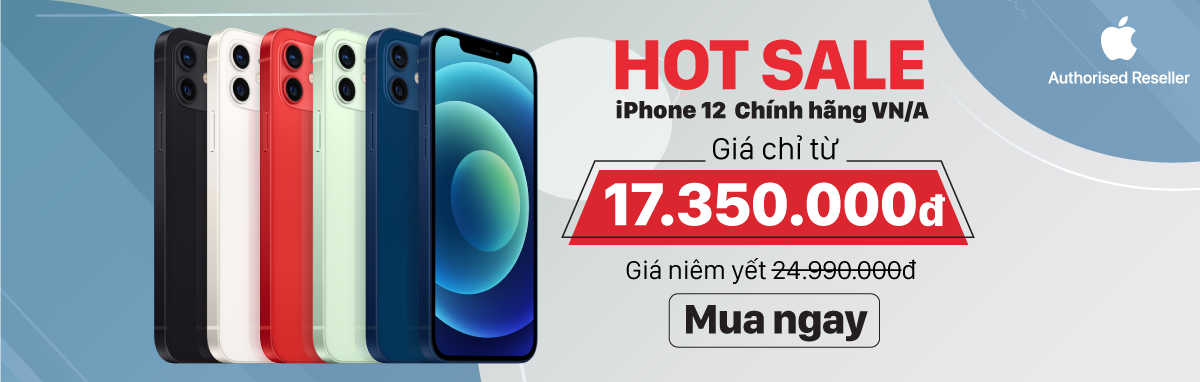 HOT SALE
iPhone 12 Chính hãng VN/A
Giá chỉ từ
17.350.000đ
Giá niêm yết 24.990.000đ
Mua ngay
Authorised Reseller